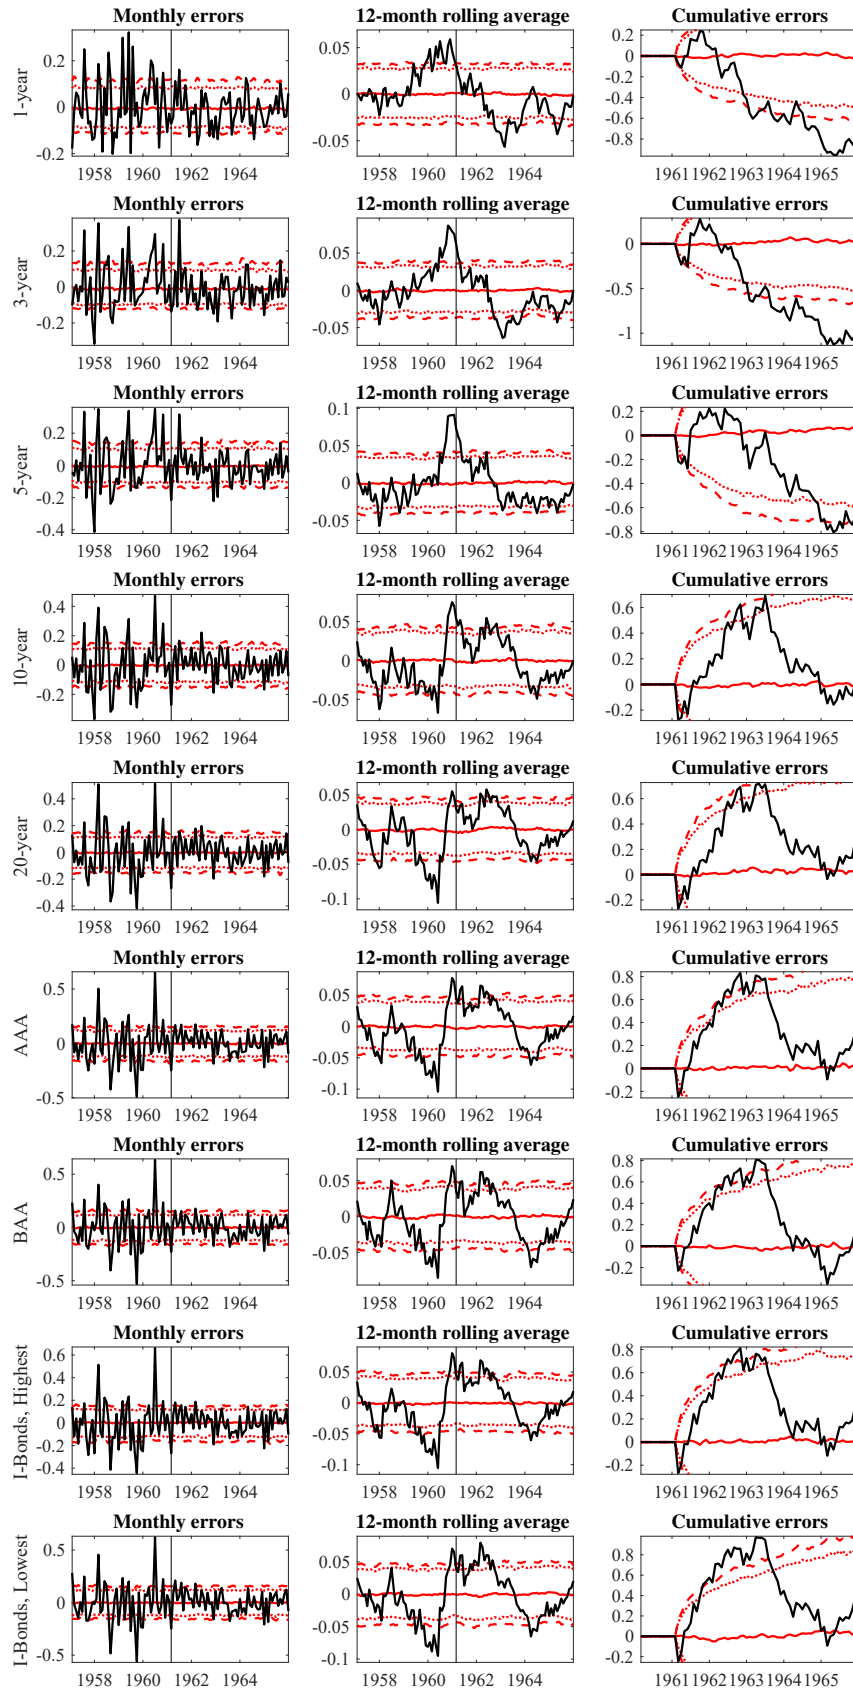 Monthly errors 12-month rolling average Cumulative errors
1-year
0.2 0 -0.2
0.05 0 -0.05
0.2 0 -0.2 -0.4 -0.6 -0.8
1958 1960 1962 1964 1958 1960 1962 1964 1961 1962 1963 1964 1965
Monthly errors 12-month rolling average Cumulative errors
3-year
0.2 0 -0.2
0.05 0 -0.05
0 -0.5 -1
1958 1960 1962 1964 1958 1960 1962 1964 1961 1962 1963 1964 1965
Monthly errors 12-month rolling average Cumulative errors
5-year
0.2 0 -0.2 -0.4
0.1 0.05 0 -0.05
0.2 0 -0.2 -0.4 -0.6 -0.8
1958 1960 1962 1964 1958 1960 1962 1964 1961 1962 1963 1964 1965
Monthly errors 12-month rolling average Cumulative errors
10-year
0.4 0.2 0 -0.2
0.05 0 -0.05
0.6 0.4 0.2 0 -0.2
1958 1960 1962 1964 1958 1960 1962 1964 1961 1962 1963 1964 1965
Monthly errors 12-month rolling average Cumulative errors
20-year
0.4 0.2 0 -0.2 -0.4
0.05 0 -0.05 -0.1
0.6 0.4 0.2 0 -0.2
1958 1960 1962 1964 1958 1960 1962 1964 1961 1962 1963 1964 1965
Monthly errors 12-month rolling average Cumulative errors
AAA
0.5 0 -0.5
0.05 0 -0.05 -0.1
0.8 0.6 0.4 0.2 0 -0.2
1958 1960 1962 1964 1958 1960 1962 1964 1961 1962 1963 1964 1965
Monthly errors 12-month rolling average Cumulative errors
BAA
0.5 0 -0.5
0.05 0 -0.05
0.8 0.6 0.4 0.2 0 -0.2
1958 1960 1962 1964 1958 1960 1962 1964 1961 1962 1963 1964 1965
Monthly errors 12-month rolling average Cumulative errors
I-Bonds, Highest
0.6 0.4 0.2 0 -0.2 -0.4
0.05 0 -0.05 -0.1
0.8 0.6 0.4 0.2 0 -0.2
1958 1960 1962 1964 1958 1960 1962 1964 1961 1962 1963 1964 1965
Monthly errors 12-month rolling average Cumulative errors
I-Bonds, Lowest
0.5 0 -0.5
0.05 0 -0.05 -0.1
0.8 0.6 0.4 0.2 0 -0.2
1958 1960 1962 1964 1958 1960 1962 1964 1961 1962 1963 1964 1965